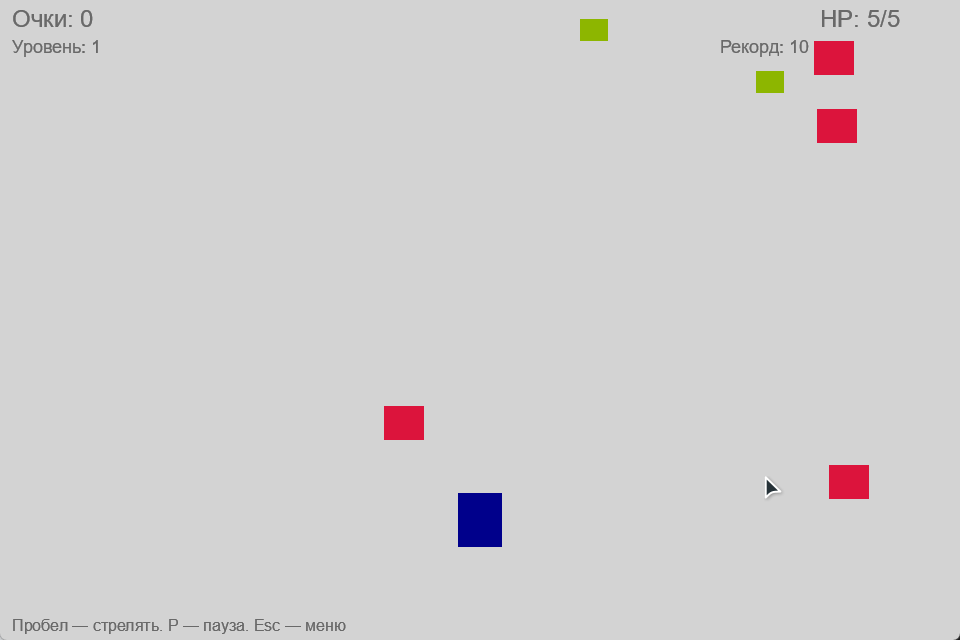 Очки: 0
HP: 5/5
Уровень: 1
Рекорд: 10
Пробел — стрелять. P — пауза. Esc — меню